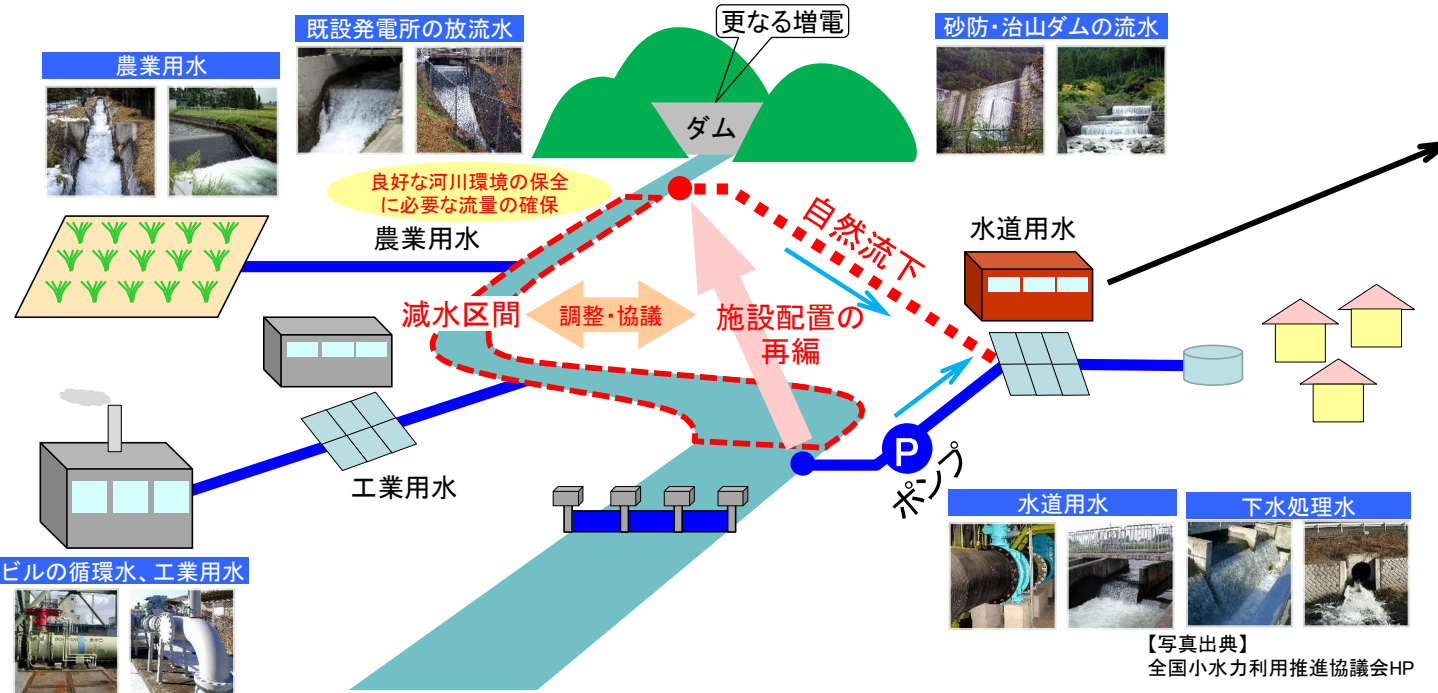 更なる増電
既設発電所の放流水
砂防・治山ダムの流水
農業用水
ダム
良好な河川環境の保全
に必要な流量の確保
農業用水
自然流下
水道用水
減水区間
調整・協議
施設配置の
再編
P
ポンプ
工業用水
水道用水
下水処理水
ビルの循環水、工業用水
【写真出典】
全国小水力利用推進協議会HP